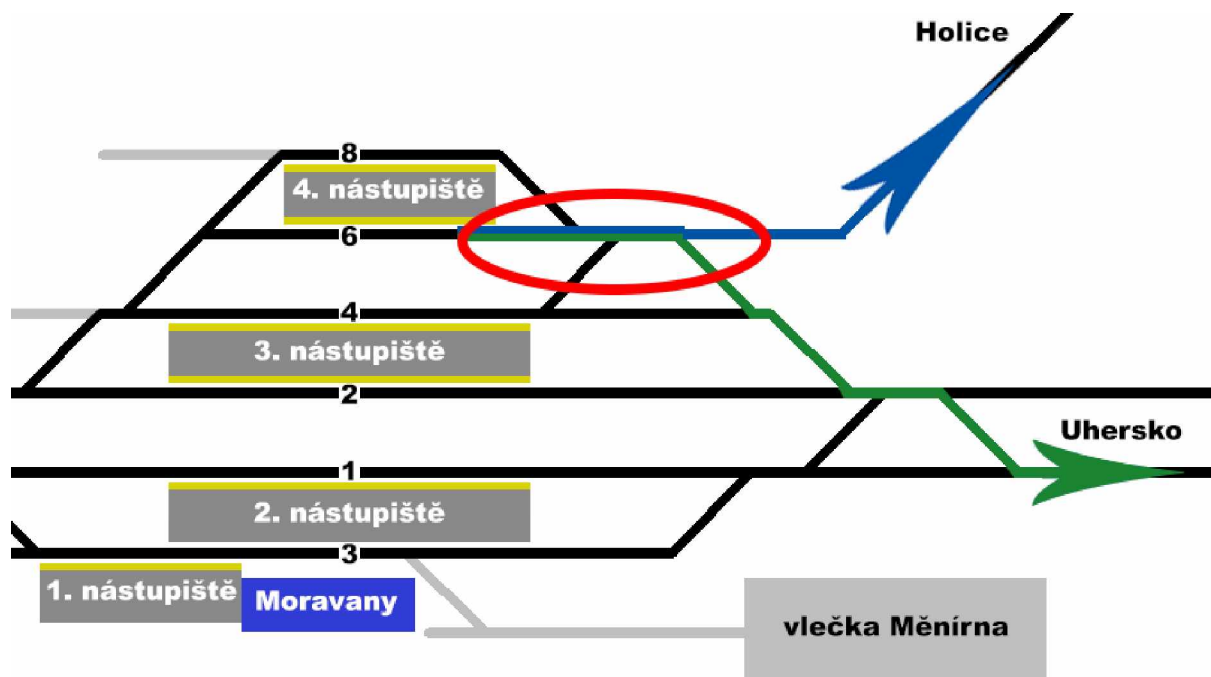 Holice
8
4. nástupiště
6
4
3. nástupiště
2
Uhersko
1
2. nástupiště
3
1. nástupiště
Moravany
vlečka Měnírna